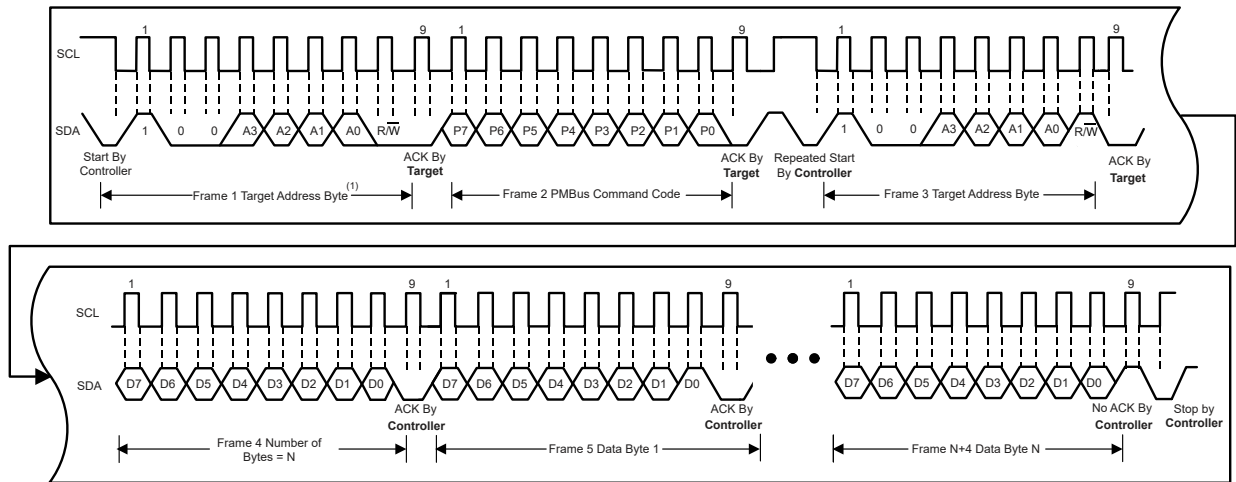 1 9 1 9 1 9
SCL
SDA 1 0 0 A3 A2 A1 A0 R/W P7 P6 P5 P4 P3 P2 P1 P0 1 0 0 A3 A2 A1 A0 R/W
Start By
Controller
ACK By
Target
ACK By
Target
Repeated Start
By Controller
ACK By
Target
Frame 1 Target Address Byte(1)
Frame 2 PMBus Command Code
Frame 3 Target Address Byte
1 9 1 9 1 9
SCL
SDA D7 D6 D5 D4 D3 D2 D1 D0 D7 D6 D5 D4 D3 D2 D1 D0 D7 D6 D5 D4 D3 D2 D1 D0
ACK By
Controller
ACK By
Controller
No ACK By
Controller
Stop by
Controller
Frame 4 Number of
Bytes = N
Frame 5 Data Byte 1
Frame N+4 Data Byte N